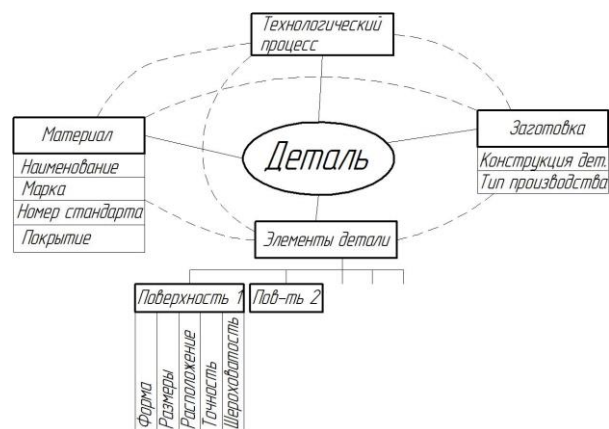 Технологический
процесс
Материал
Наименование
Марка
Номер стандарта
Покрытие
Деталь
Заготовка
Конструкция дет.
Тип производства
Элементы детали
Поверхность 1
Пов-ть 2
Форма
Размеры
Расположение
Точность
Шероховатость